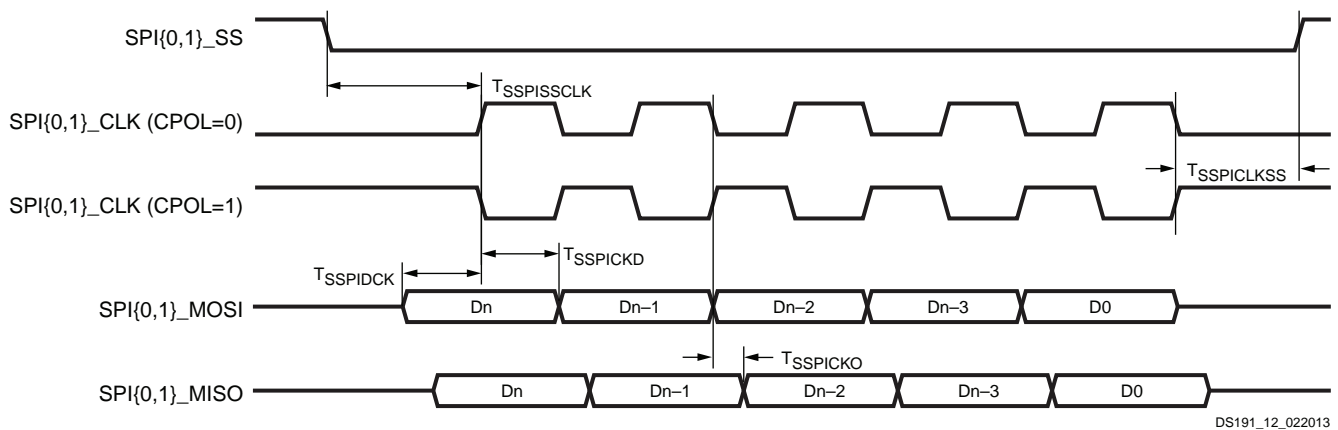 SPI{0,1}_SS
TSSPISSCLK
SPI{0,1}_CLK (CPOL=0)
TSSPICLKSS
SPI{0,1}_CLK (CPOL=1)
TSSPICKD
TSSPIDCK
SPI{0,1}_MOSI
Dn Dn–1 Dn–2 Dn–3 D0
TSSPICKO
SPI{0,1}_MISO
Dn Dn–1 Dn–2 Dn–3 D0
DS191_12_022013